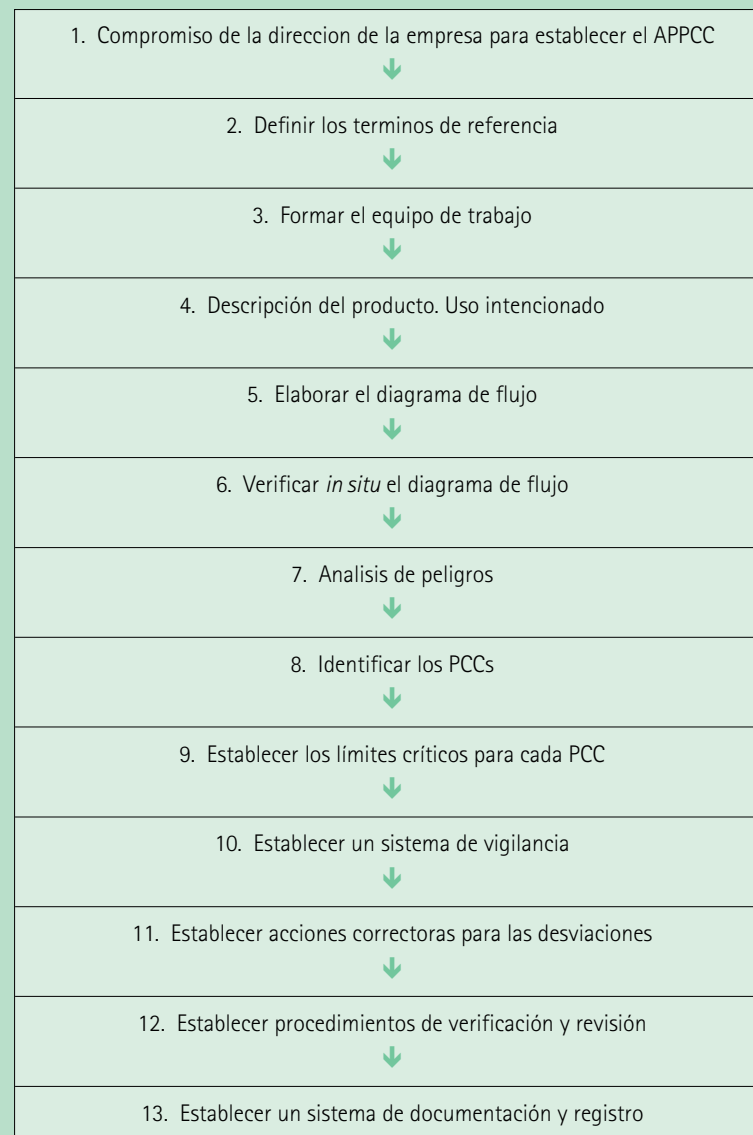 1. Compromiso de la direccion de la empresa para establecer el APPCC
2. Definir los terminos de referencia
3. Formar el equipo de trabajo
4. Descripción del producto. Uso intencionado
5. Elaborar el diagrama de flujo
6. Verificar in situ el diagrama de flujo
7. Analisis de peligros
8. Identificar los PCCs
9. Establecer los límites críticos para cada PCC
10. Establecer un sistema de vigilancia
11. Establecer acciones correctoras para las desviaciones
12. Establecer procedimientos de verificación y revisión
13. Establecer un sistema de documentación y registro